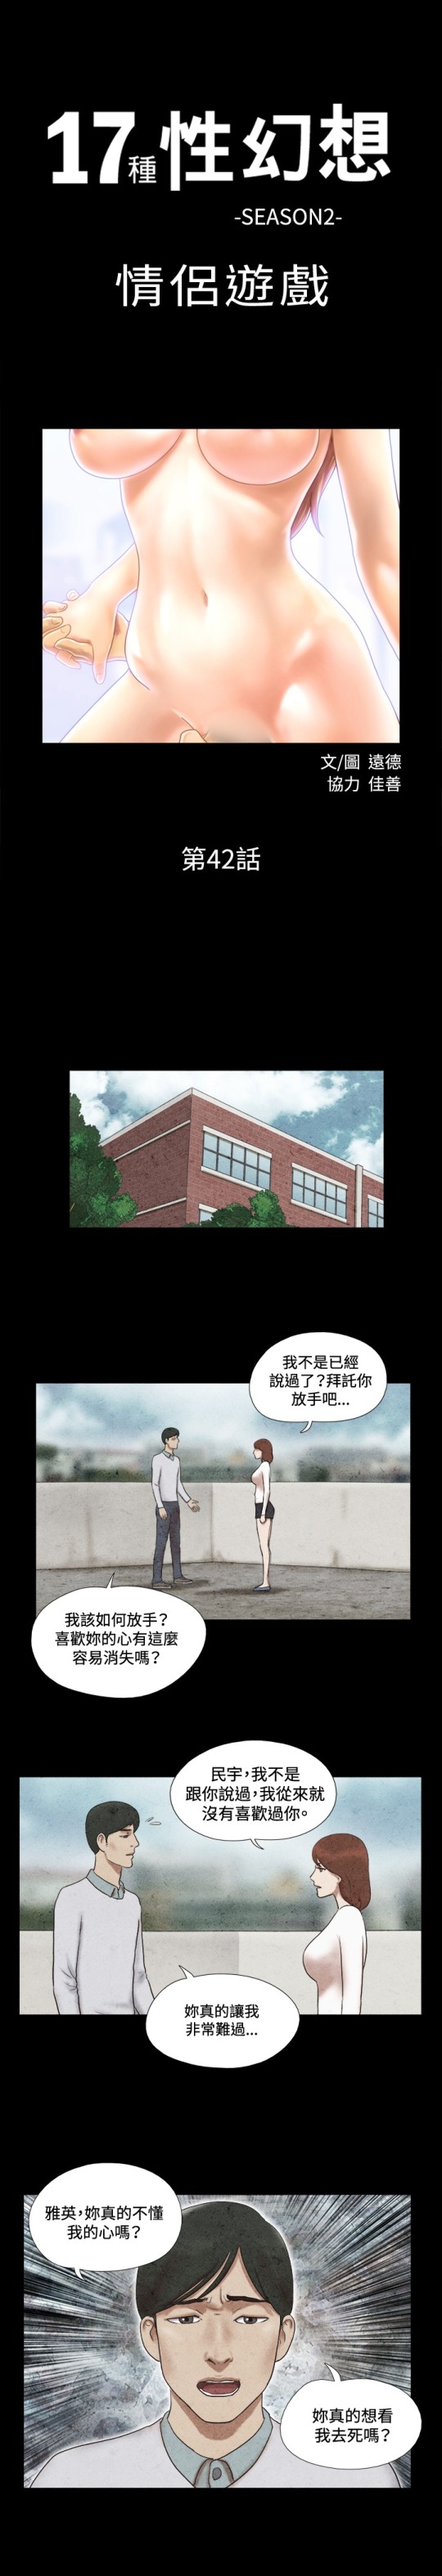 17種性幻想
-SEASON2-
情侶遊戲
文/圖 遠德
協力 佳善
第42話
我不是已經
說過了?拜託你
放手吧...
我該如何放手?
喜歡妳的心有這麼
容易消失嗎?
民宇,我不是
跟你說過,我從來就
沒有喜歡過你。
妳真的讓我
非常難過...
雅英,妳真的不懂
我的心嗎?
妳真的想看
我去死嗎?